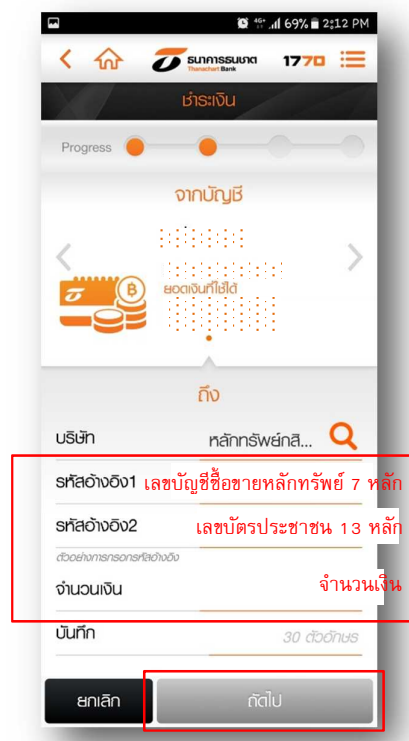 4G+ 69% 2:12 PM
ธนาคารธนชาต
Thanachart Bank
1770
ชำระเงิน
Progress
จากบัญชี
ยอดเงินที่ใช้ได้
ถึง
บริษัท หลักทรัพย์กสิ...
รหัสอ้างอิง1 เลขบัญชีซื้อขายหลักทรัพย์ 7 หลัก
รหัสอ้างอิง2 เลขบัตรประชาชน 13 หลัก
ตัวอย่างการกรอกรหัสอ้างอิง
จำนวนเงิน จำนวนเงิน
บันทึก 30 ตัวอักษร
ยกเลิก ถัดไป